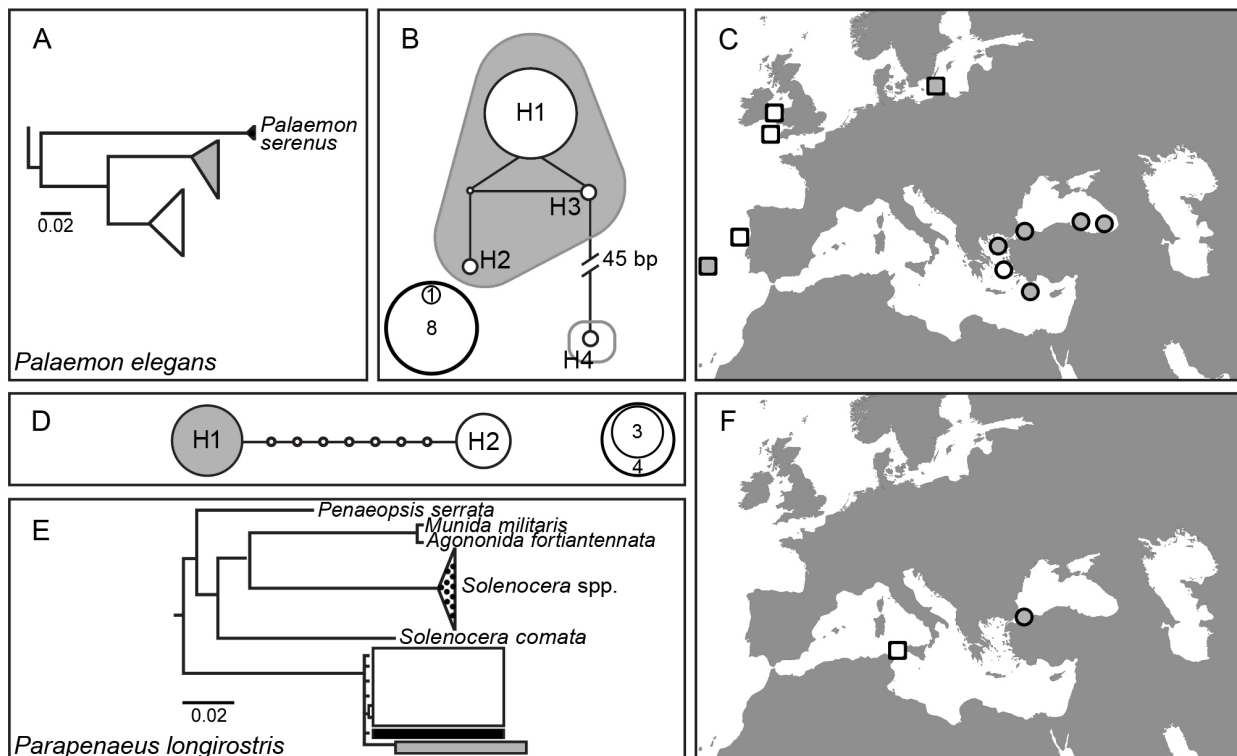 A
Palaemon
serenus
0.02
Palaemon elegans
B
H1
H3
H2
45 bp
1
8
H4
C
D
H1
H2
3
4
E
Penaeopsis serrata
Munida militaris
Agononida fortiantennata
Solenocera spp.
Solenocera comata
0.02
Parapenaeus longirostris
F